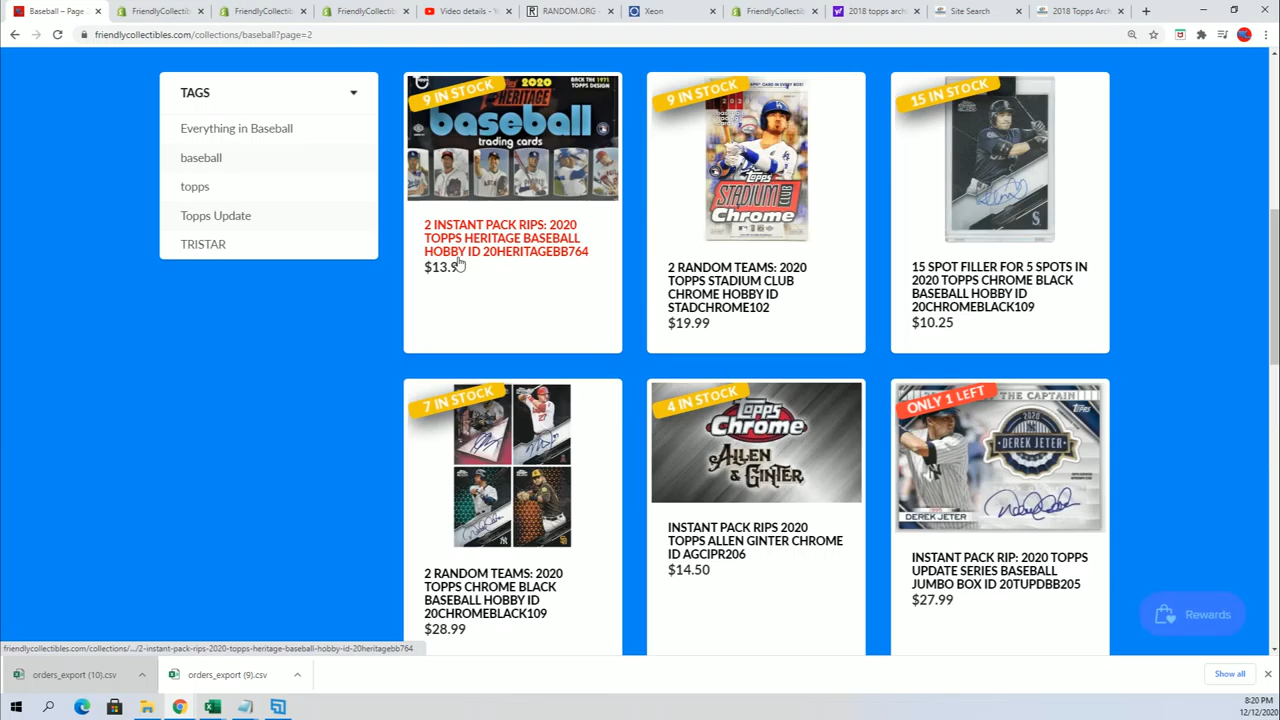 Baseball – Page
FriendlyCollectib
FriendlyCollectib
FriendlyCollectib
Video details - Y
RANDOM.ORG -
Xeon
FriendlyCollectib
2018 topps arch
Site Search
2018 Topps Arc
friendlycollectibles.com/collections/baseball?page=2
TAGS
Everything in Baseball
baseball
topps
Topps Update
TRISTAR
9 IN STOCK
2020
BACK THE 1971
TOPPS DESIGN
HERITAGE
baseball
trading cards
2 INSTANT PACK RIPS: 2020
TOPPS HERITAGE BASEBALL
HOBBY ID 20HERITAGEBB764
$13.9
9 IN STOCK
Topps
STADIUM
CLUB
Chrome
2 RANDOM TEAMS: 2020
TOPPS STADIUM CLUB
CHROME HOBBY ID
STADCHROME102
$19.99
15 IN STOCK
15 SPOT FILLER FOR 5 SPOTS IN
2020 TOPPS CHROME BLACK
BASEBALL HOBBY ID
20CHROMEBLACK109
$10.25
7 IN STOCK
2 RANDOM TEAMS: 2020
TOPPS CHROME BLACK
BASEBALL HOBBY ID
20CHROMEBLACK109
$28.99
4 IN STOCK
Topps
Chrome
ALLEN
& GINTER
INSTANT PACK RIPS 2020
TOPPS ALLEN GINTER CHROME
ID AGCIPR206
$14.50
ONLY 1 LEFT
THE CAPTAIN
Topps
2020
DEREK JETER
DEREK JETER
INSTANT PACK RIP: 2020 TOPPS
UPDATE SERIES BASEBALL
JUMBO BOX ID 20TUPDBB205
$27.99
Rewards
friendlycollectibles.com/collections/.../2-instant-pack-rips-2020-topps-heritage-baseball-hobby-id-20heritagebb764
orders_export (10).csv
orders_export (9).csv
Show all
8:20 PM
12/12/2020